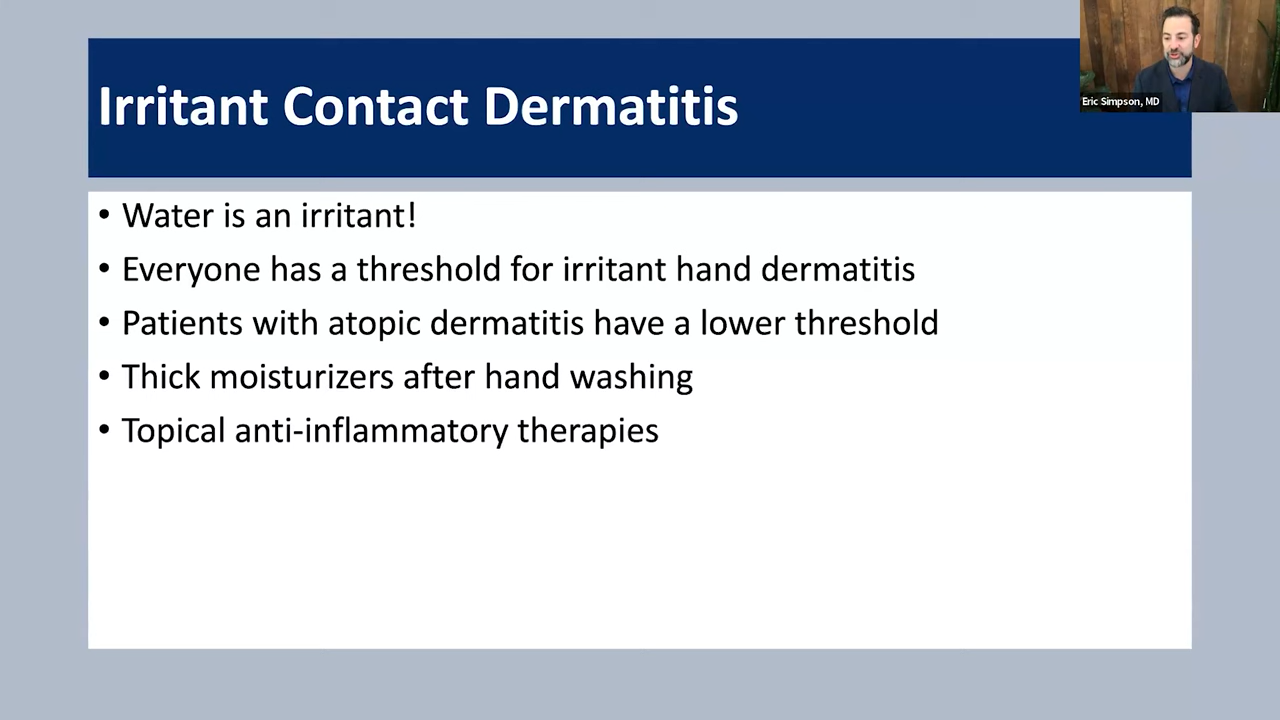 Irritant Contact Dermatitis
Eric Simpson, MD
• Water is an irritant!
• Everyone has a threshold for irritant hand dermatitis
• Patients with atopic dermatitis have a lower threshold
• Thick moisturizers after hand washing
• Topical anti-inflammatory therapies